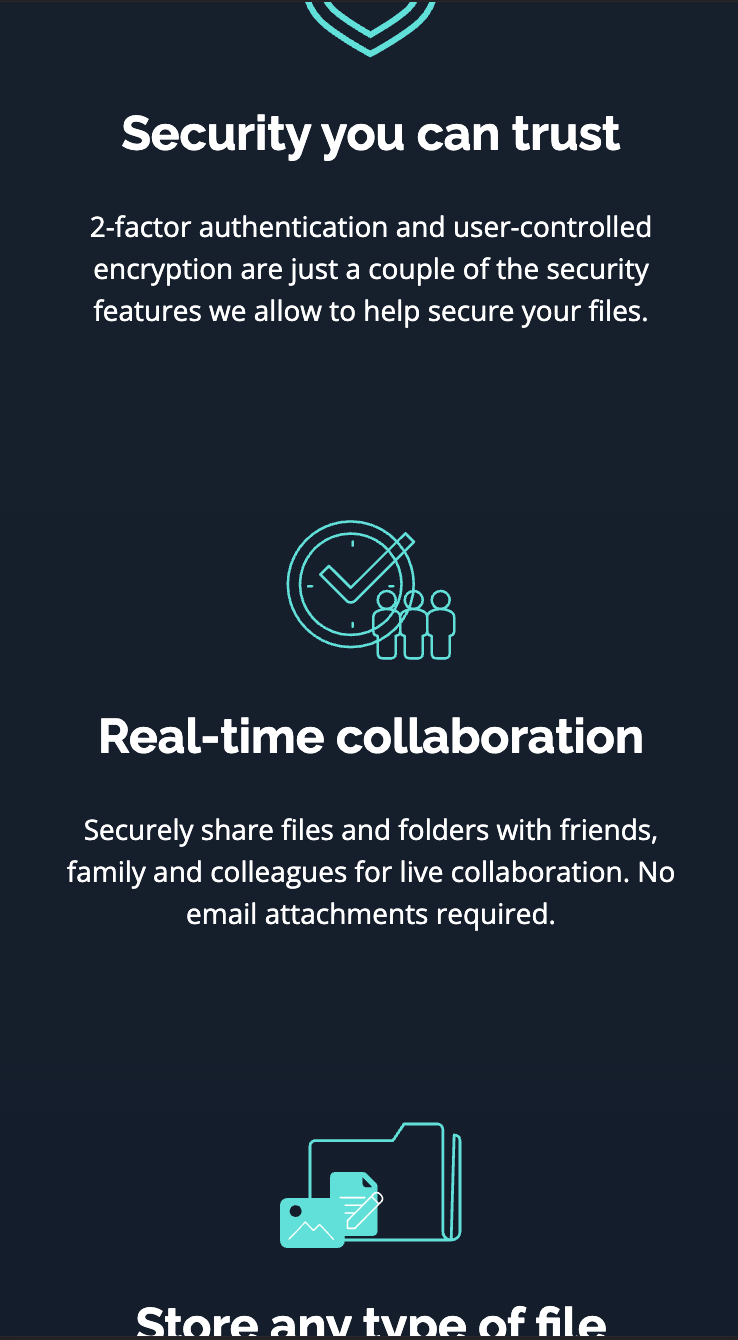 Security you can trust
2-factor authentication and user-controlled
encryption are just a couple of the security
features we allow to help secure your files.
Real-time collaboration
Securely share files and folders with friends,
family and colleagues for live collaboration. No
email attachments required.
Store any type of file